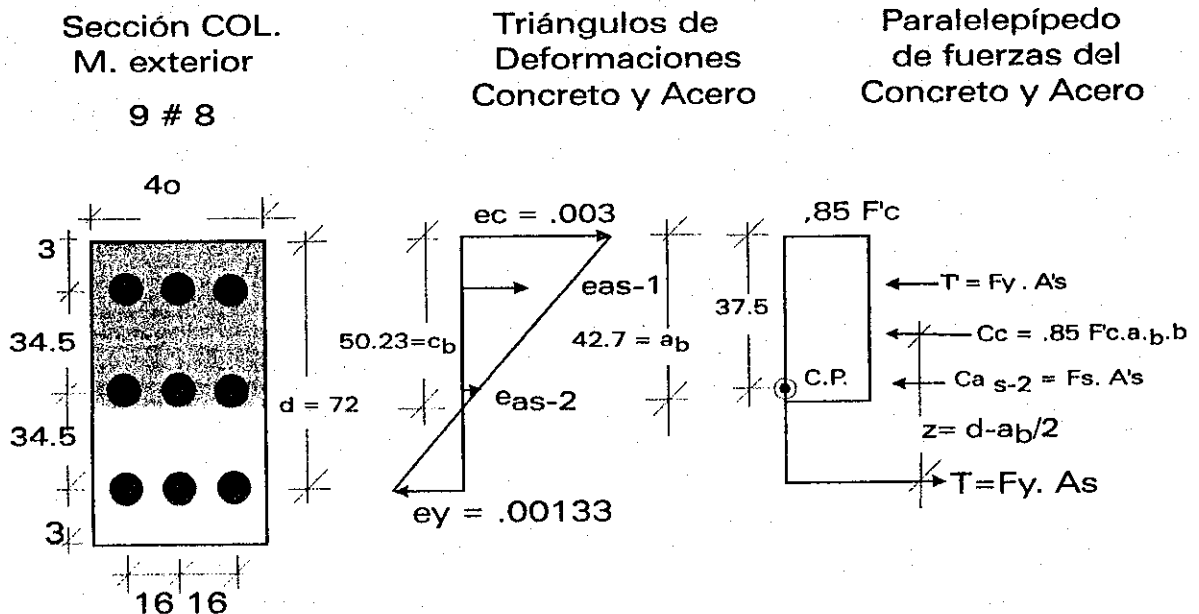 Sección COL.
M. exterior
9 # 8
4o
3
34.5
34.5
3
16 16
d = 72
Triángulos de
Deformaciones
Concreto y Acero
ec = .003
eas-1
50.23=cb
42.7 = ab
eas-2
ey = .00133
Paralelepípedo
de fuerzas del
Concreto y Acero
,85 F'c
37.5
T' = Fy . A's
Cc = .85 F'c.a.b.b
C.P.
Ca s-2 = Fs. A's
z= d-ab/2
T=Fy. As